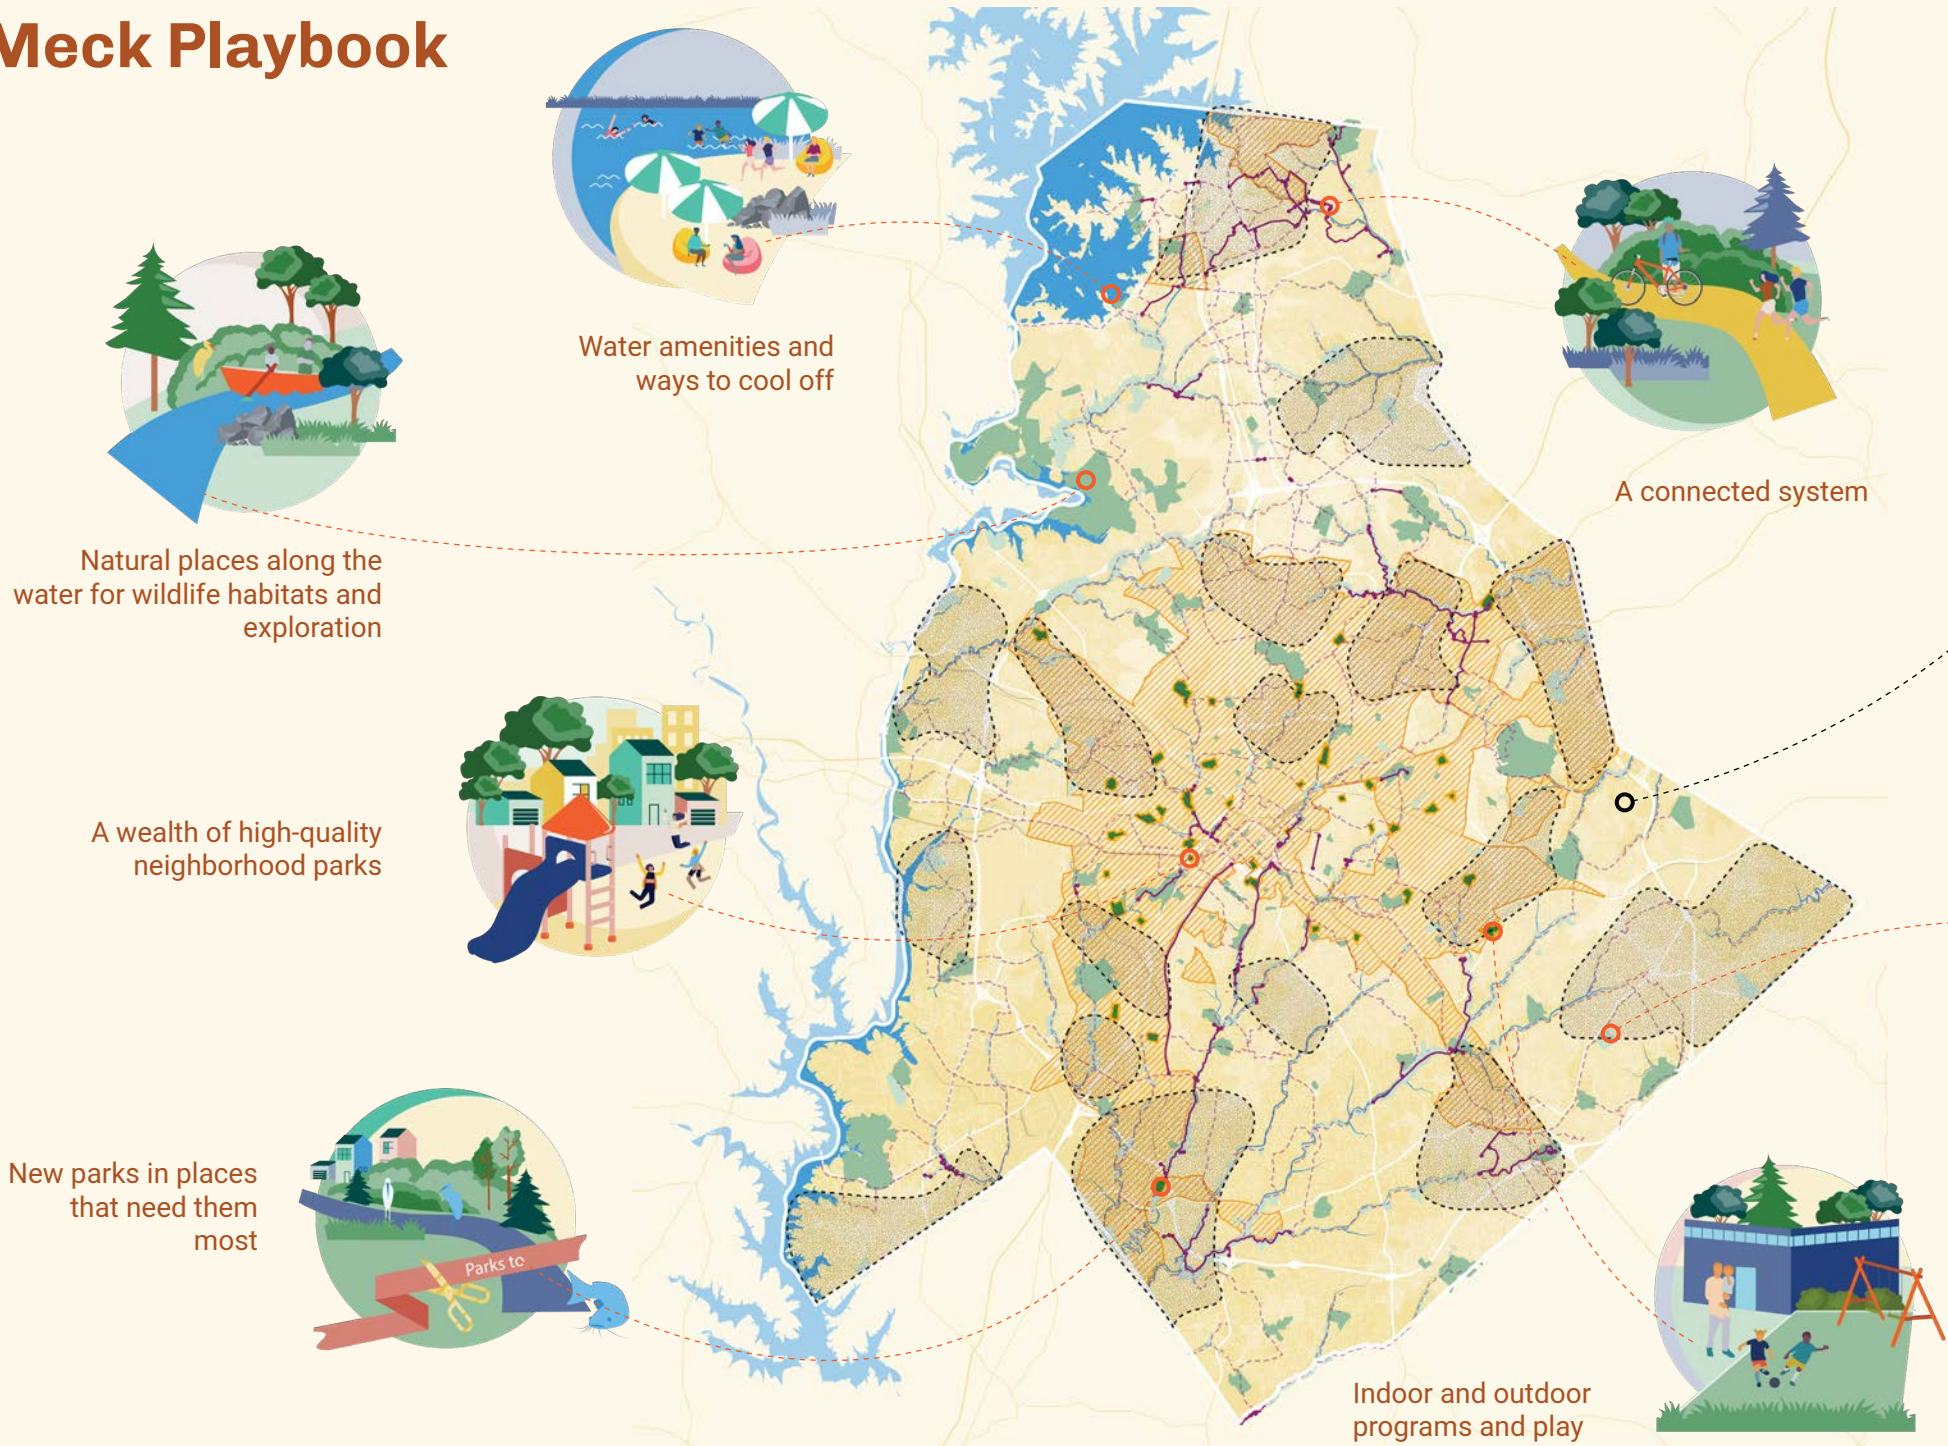 Meck Playbook
Water amenities and
ways to cool off
A connected system
Natural places along the
water for wildlife habitats and
exploration
A wealth of high-quality
neighborhood parks
New parks in places
that need them
most
Parks to
Indoor and outdoor
programs and play